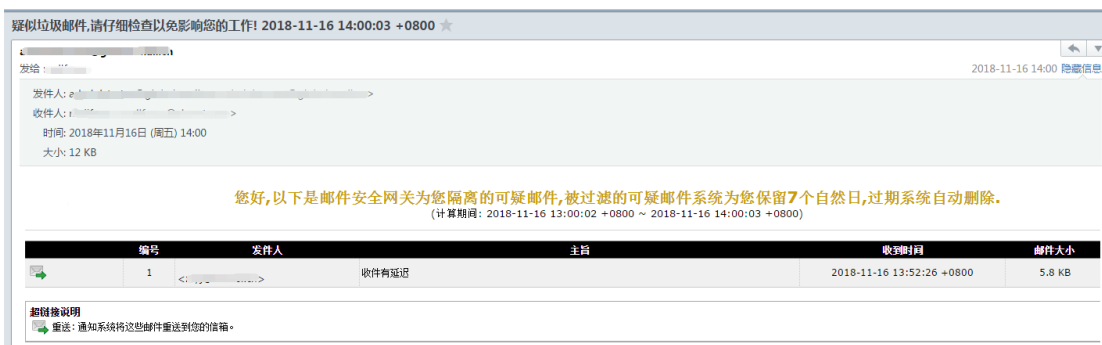 疑似垃圾邮件,请仔细检查以免影响您的工作! 2018-11-16 14:00:03 +0800
发给:
2018-11-16 14:00 隐藏信息
发件人:
收件人:
时间: 2018年11月16日 (周五) 14:00
大小: 12 KB
您好,以下是邮件安全网关为您隔离的可疑邮件,被过滤的可疑邮件系统为您保留7个自然日,过期系统自动删除.
(计算期间: 2018-11-16 13:00:02 +0800 ~ 2018-11-16 14:00:03 +0800)
编号 发件人 主旨 收到时间 邮件大小
1 收件有延迟 2018-11-16 13:52:26 +0800 5.8 KB
超链接说明
重送: 通知系统将这些邮件重送到您的信箱。